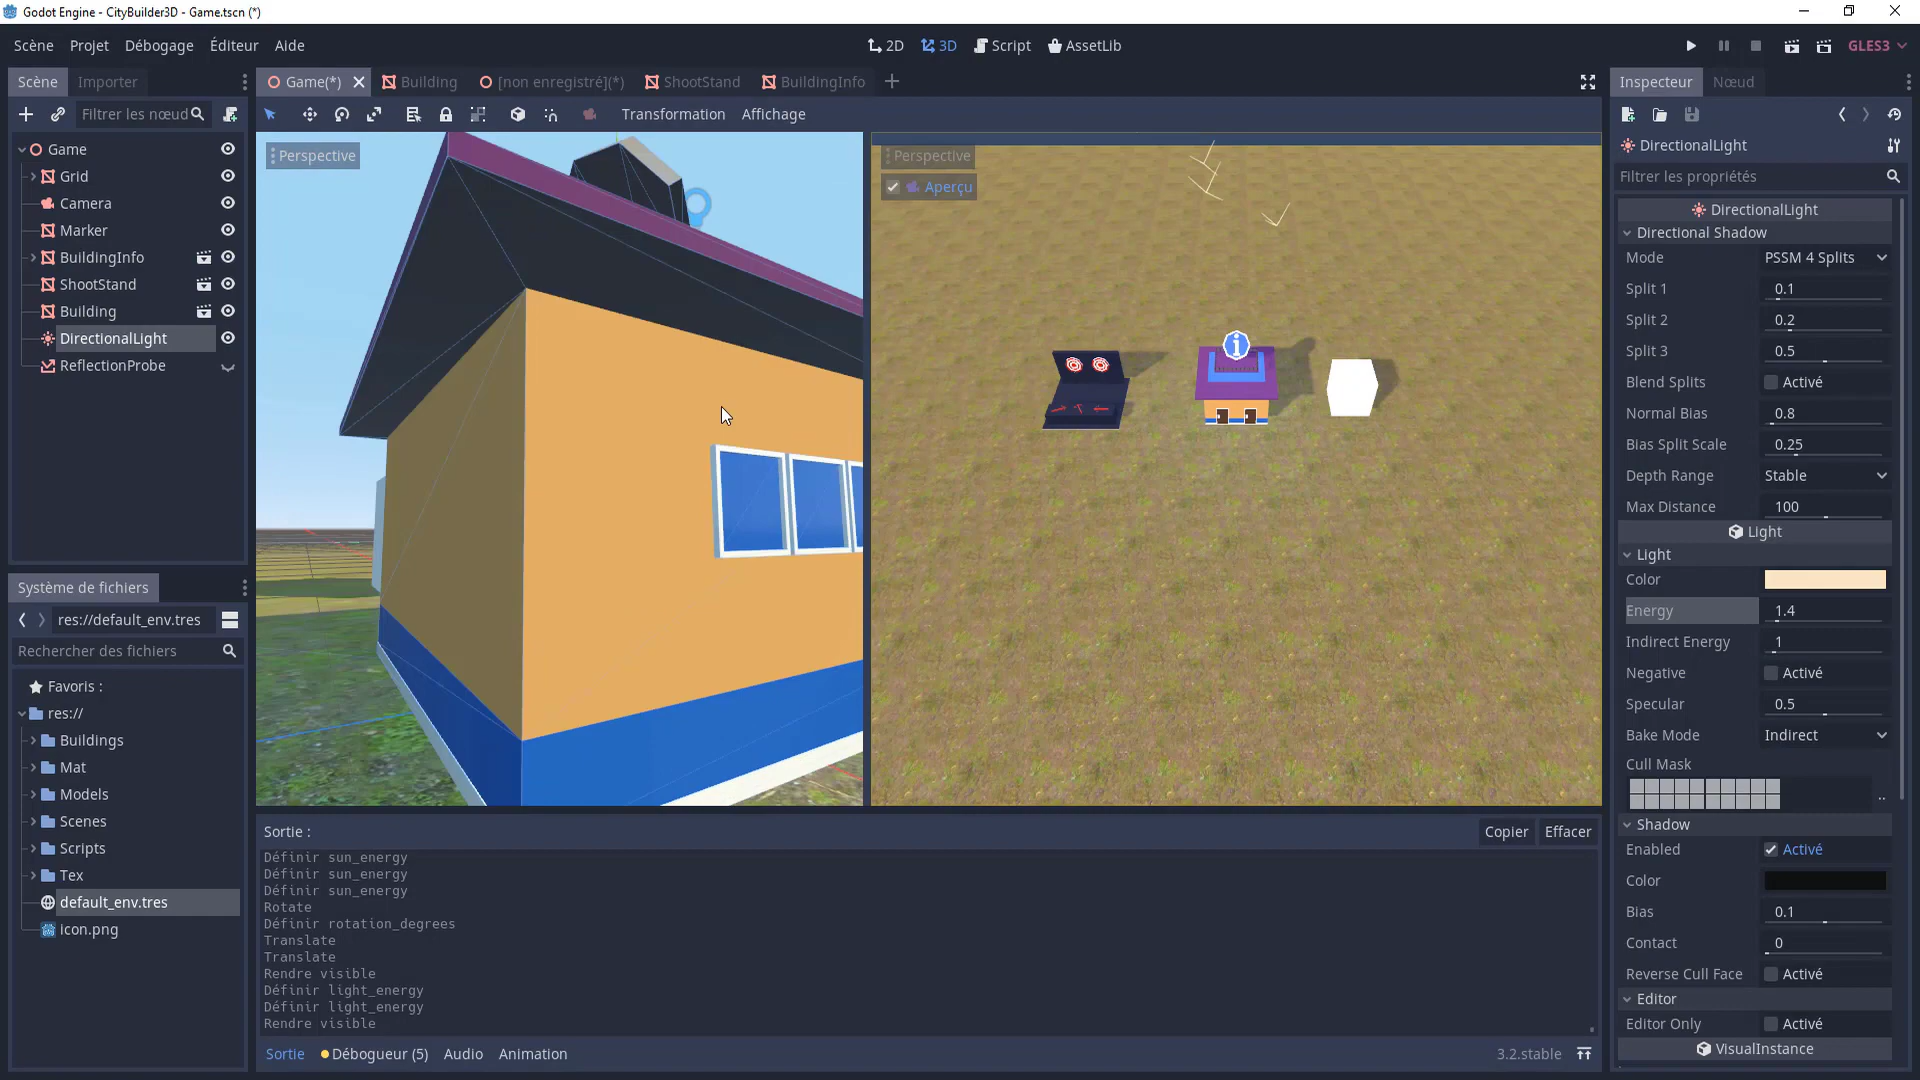 Godot Engine - CityBuilder3D - Game.tscn (*)
Scène Projet Débogage Éditeur Aide
2D 3D Script AssetLib
GLES3
Scène Importer
Game(*) Building [non enregistré](*) ShootStand BuildingInfo
Inspecteur Nœud
Filtrer les nœud
Transformation Affichage
Game
Grid
Camera
Marker
BuildingInfo
ShootStand
Building
DirectionalLight
ReflectionProbe
Perspective
Perspective
Aperçu
Système de fichiers
res://default_env.tres
Rechercher des fichiers
Favoris :
res://
Buildings
Mat
Models
Scenes
Scripts
Tex
default_env.tres
icon.png
Sortie :
Copier Effacer
Définir sun_energy
Définir sun_energy
Définir sun_energy
Rotate
Définir rotation_degrees
Translate
Translate
Rendre visible
Définir light_energy
Définir light_energy
Rendre visible
Sortie Débogueur (5) Audio Animation
3.2.stable
DirectionalLight
Filtrer les propriétés
DirectionalLight
Directional Shadow
Mode PSSM 4 Splits
Split 1 0.1
Split 2 0.2
Split 3 0.5
Blend Splits Activé
Normal Bias 0.8
Bias Split Scale 0.25
Depth Range Stable
Max Distance 100
Light
Light
Color
Energy 1.4
Indirect Energy 1
Negative Activé
Specular 0.5
Bake Mode Indirect
Cull Mask
..
Shadow
Enabled Activé
Color
Bias 0.1
Contact 0
Reverse Cull Face Activé
Editor
Editor Only Activé
VisualInstance